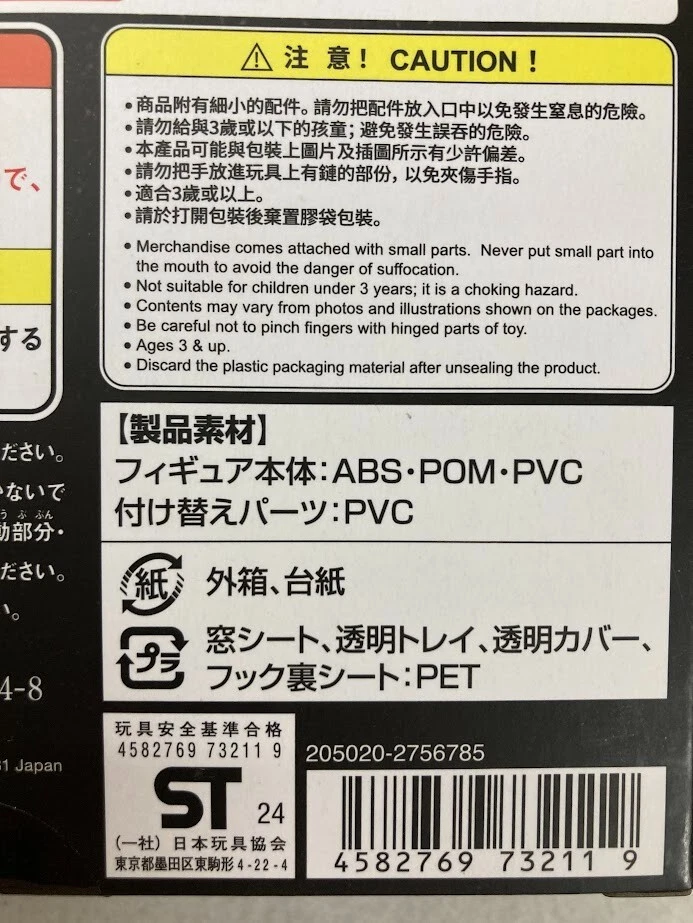 注 意！ CAUTION！
•商品附有細小的配件。請勿把配件放入口中以免發生窒息的危險。
•請勿給與3歲或以下的孩童；避免發生誤吞的危險。
•本產品可能與包裝上圖片及插圖所示有少許偏差。
•請勿把手放進玩具上有鏈的部份，以免夾傷手指。
•適合3歲或以上。
•請於打開包裝後棄置膠袋包裝。
• Merchandise comes attached with small parts. Never put small part into
the mouth to avoid the danger of suffocation.
• Not suitable for children under 3 years; it is a choking hazard.
• Contents may vary from photos and illustrations shown on the packages.
• Be careful not to pinch fingers with hinged parts of toy.
• Ages 3 & up.
• Discard the plastic packaging material after unsealing the product.
で、
する
ださい。
ないで
うぶぶん
動部分・
ださい。
い。
4-8
31 Japan
【製品素材】
フィギュア本体：ABS・POM・PVC
付け替えパーツ：PVC
紙 外箱、台紙
プラ 窓シート、透明トレイ、透明カバー、
フック裏シート：PET
玩具安全基準合格
4582769 73211 9
ST 24
(一社) 日本玩具協会
東京都墨田区東駒形4-22-4
205020-2756785
4582769 73211 9